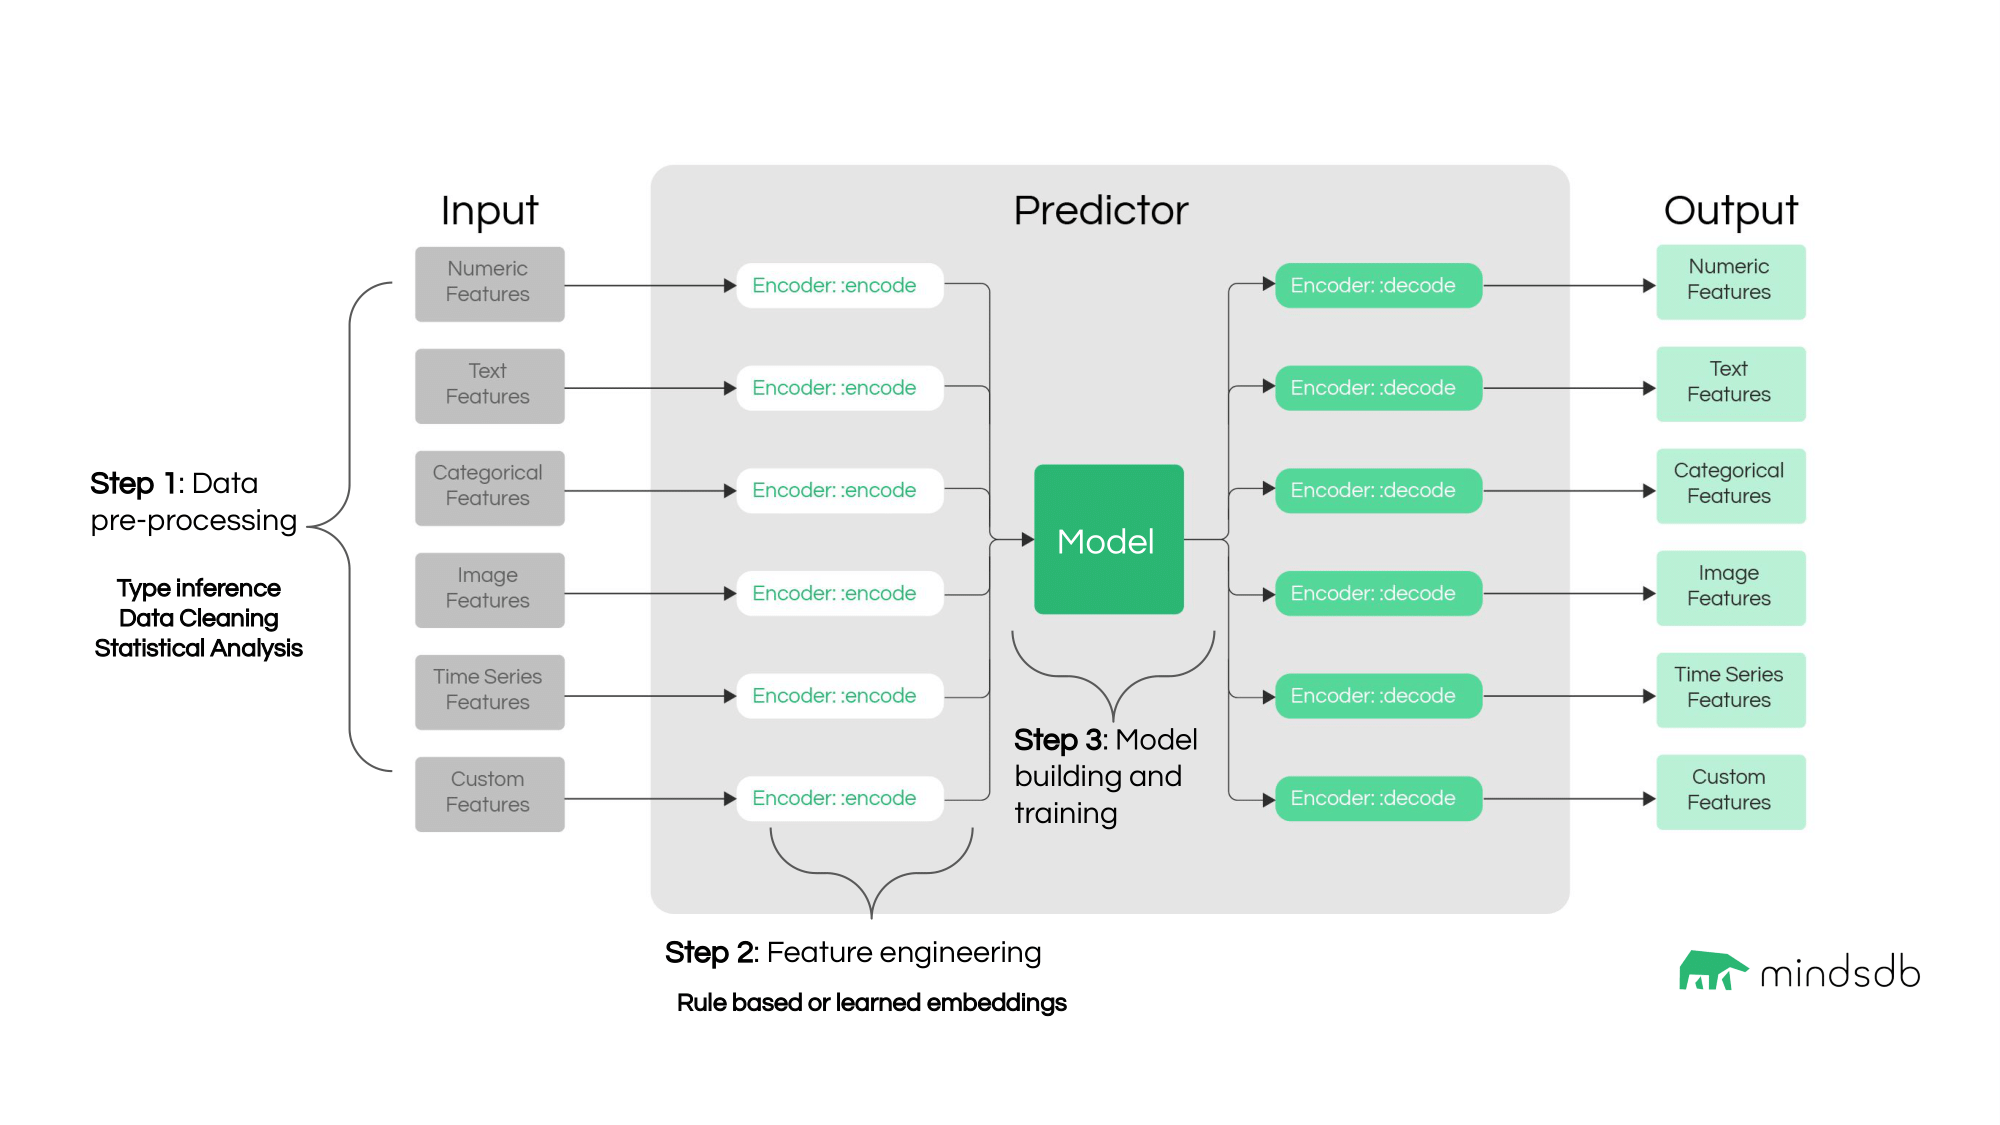 Input
Predictor
Output
Numeric
Features
Encoder: :encode
Encoder: :decode
Numeric
Features
Text
Features
Encoder: :encode
Encoder: :decode
Text
Features
Categorical
Features
Encoder: :encode
Encoder: :decode
Categorical
Features
Step 1: Data
pre-processing
Type inference
Data Cleaning
Statistical Analysis
Model
Image
Features
Encoder: :encode
Encoder: :decode
Image
Features
Time Series
Features
Encoder: :encode
Encoder: :decode
Time Series
Features
Step 3: Model
building and
training
Custom
Features
Encoder: :encode
Encoder: :decode
Custom
Features
Step 2: Feature engineering
Rule based or learned embeddings
mindsdb